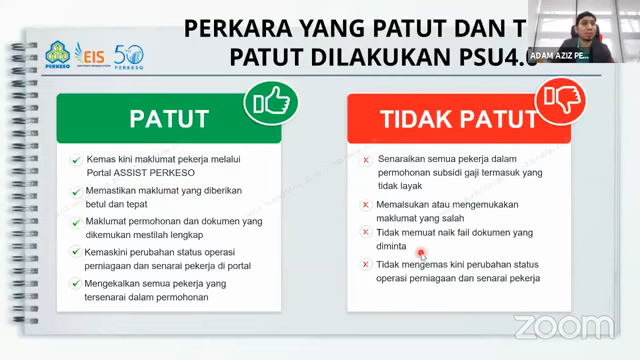 PERKARA YANG PATUT DAN T
PATUT DILAKUKAN PSU4.0
ADAM AZIZ PE...
PERKESO
EIS
50
PERKESO
PATUT
TIDAK PATUT
Kemas kini maklumat pekerja melalui
Portal ASSIST PERKESO
Memastikan maklumat yang diberikan
betul dan tepat
Maklumat permohonan dan dokumen yang
dikemukan mestilah lengkap
Kemaskini perubahan status operasi
perniagaan dan senarai pekerja di portal
Mengekalkan semua pekerja yang
tersenarai dalam permohonan
Senaraikan semua pekerja dalam
permohonan subsidi gaji termasuk yang
tidak layak
Memalsukan atau mengemukakan
maklumat yang salah
Tidak memuat naik fail dokumen yang
diminta
Tidak mengemas kini perubahan status
operasi perniagaan dan senarai pekerja
zoom